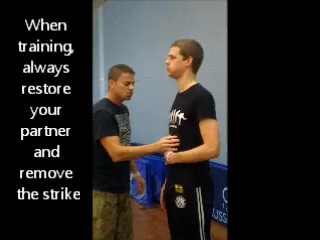 When
training,
always
restore
your
partner
and
remove
the strike